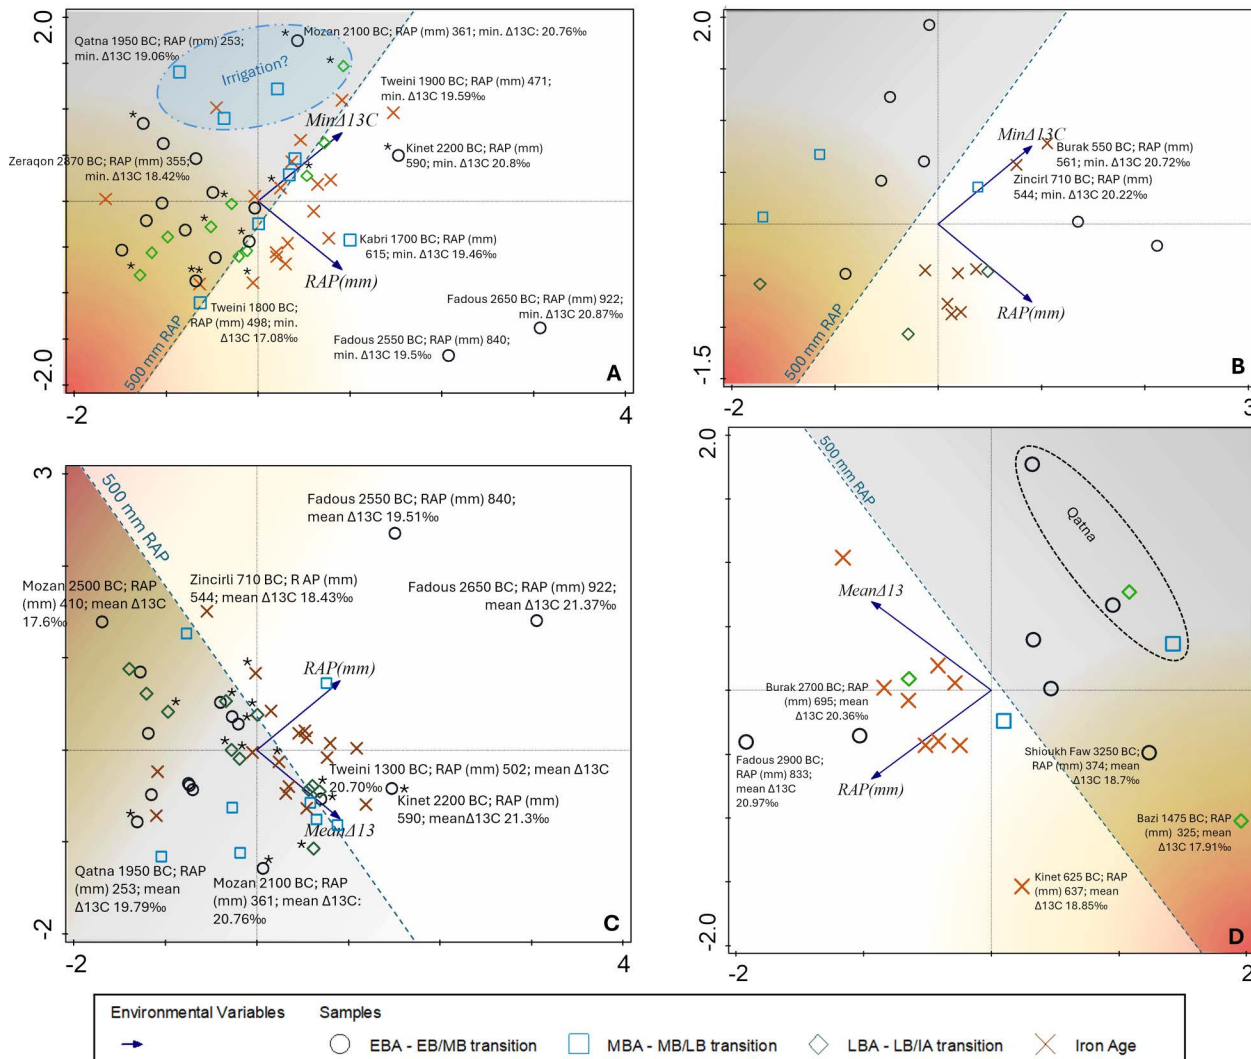 2.0
-2.0
-2
4
Qatna 1950 BC; RAP (mm) 253;
min. Δ13C 19.06‰
Irrigation?
Mozan 2100 BC; RAP (mm) 361; min. Δ13C: 20.76‰
Tweini 1900 BC; RAP (mm) 471;
min. Δ13C 19.59‰
MinΔ13C
Kinet 2200 BC; RAP (mm)
590; min. Δ13C 20.8‰
Zeraqon 2870 BC; RAP (mm) 355;
min. Δ13C 18.42‰
Kabri 1700 BC; RAP (mm)
615; min. Δ13C 19.46‰
RAP(mm)
Tweini 1800 BC;
RAP (mm) 498; min.
Δ13C 17.08‰
Fadous 2650 BC; RAP (mm) 922;
min. Δ13C 20.87‰
Fadous 2550 BC; RAP (mm) 840;
min. Δ13C 19.5‰
500 mm RAP
A
2.0
-1.5
-2
3
MinΔ13C
Burak 550 BC; RAP (mm)
561; min. Δ13C 20.72‰
Zincirl 710 BC; RAP (mm)
544; min. Δ13C 20.22‰
RAP(mm)
500 mm RAP
B
3
-2
-2
4
500 mm RAP
Fadous 2550 BC; RAP (mm) 840;
mean Δ13C 19.51‰
Mozan 2500 BC; RAP
(mm) 410; mean Δ13C
17.6‰
Zincirli 710 BC; R AP (mm)
544; mean Δ13C 18.43‰
Fadous 2650 BC; RAP (mm) 922;
mean Δ13C 21.37‰
RAP(mm)
Tweini 1300 BC; RAP (mm) 502; mean Δ13C
20.70‰
Kinet 2200 BC; RAP (mm)
590; meanΔ13C 21.3‰
MeanΔ13
Qatna 1950 BC; RAP
(mm) 253; mean
Δ13C 19.79‰
Mozan 2100 BC; RAP
(mm) 361; mean Δ13C:
20.76‰
C
2.0
-2.0
-2
2
500 mm RAP
Qatna
MeanΔ13
Burak 2700 BC; RAP
(mm) 695; mean
Δ13C 20.36‰
Fadous 2900 BC;
RAP (mm) 833;
mean Δ13C
20.97‰
RAP(mm)
Shioukh Faw 3250 BC;
RAP (mm) 374; mean
Δ13C 18.7‰
Bazi 1475 BC; RAP
(mm) 325; mean
Δ13C 17.91‰
Kinet 625 BC; RAP
(mm) 637; mean
Δ13C 18.85‰
D
Environmental Variables
Samples
EBA - EB/MB transition
MBA - MB/LB transition
LBA - LB/IA transition
Iron Age